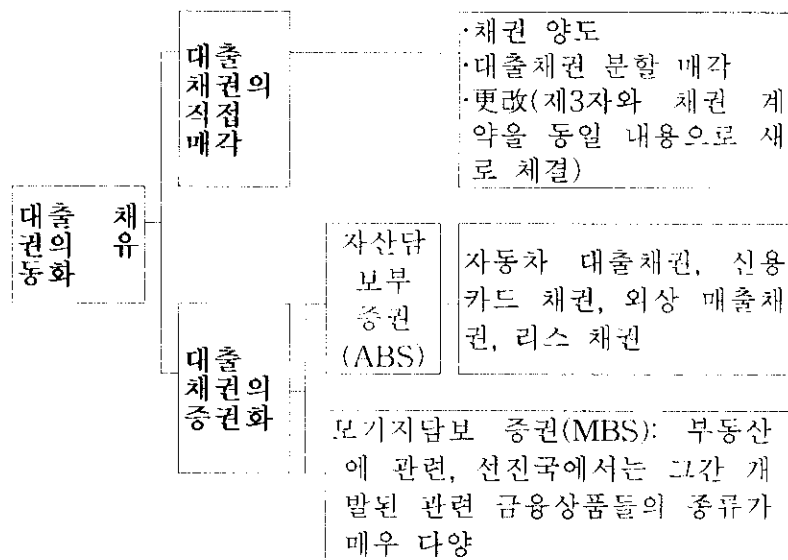 대출
채권의
직접
매각
·채권 양도
·대출채권 분할 매각
·更改(제3자와 채권 계
약을 동일 내용으로 새
로 체결)
대출 채
권의 유
동화
자산담
보부
증권
(ABS)
자동차 대출채권, 신용
카드 채권, 외상 매출채
권, 리스 채권
대출
채권의
증권화
모기지담보 증권(MBS): 부동산
에 관련, 선진국에서는 그간 개
발된 관련 금융상품들의 종류가
매우 다양